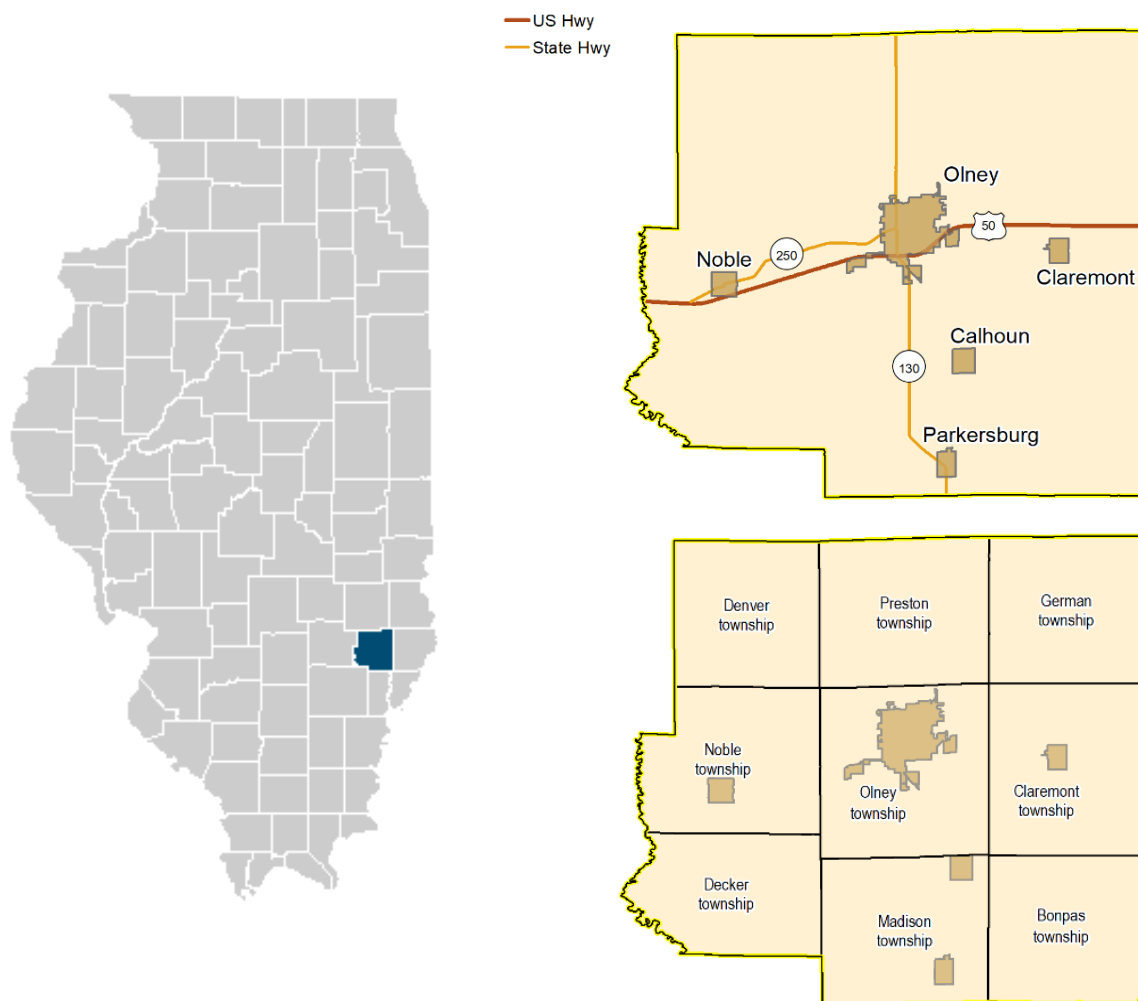 US Hwy
State Hwy
Olney
50
Noble
250
Claremont
Calhoun
130
Parkersburg
Denver
township
Preston
township
German
township
Noble
township
Olney
township
Claremont
township
Decker
township
Madison
township
Bonpas
township